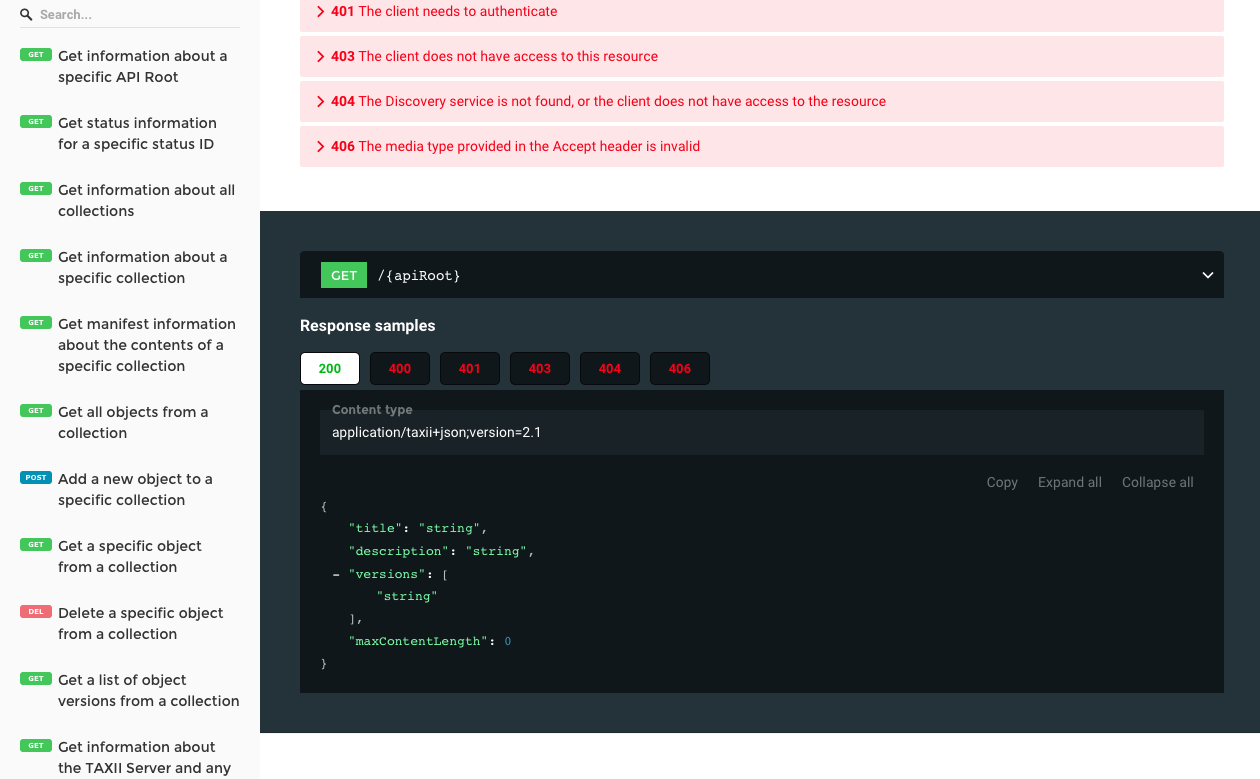 Search...
GET Get information about a
specific API Root
GET Get status information
for a specific status ID
GET Get information about all
collections
GET Get information about a
specific collection
GET Get manifest information
about the contents of a
specific collection
GET Get all objects from a
collection
POST Add a new object to a
specific collection
GET Get a specific object
from a collection
DEL Delete a specific object
from a collection
GET Get a list of object
versions from a collection
GET Get information about
the TAXII Server and any
401 The client needs to authenticate
403 The client does not have access to this resource
404 The Discovery service is not found, or the client does not have access to the resource
406 The media type provided in the Accept header is invalid
GET /{apiRoot}
Response samples
200 400 401 403 404 406
Content type
application/taxii+json;version=2.1
Copy Expand all Collapse all
{
"title": "string",
"description": "string",
- "versions": [
"string"
],
"maxContentLength": 0
}